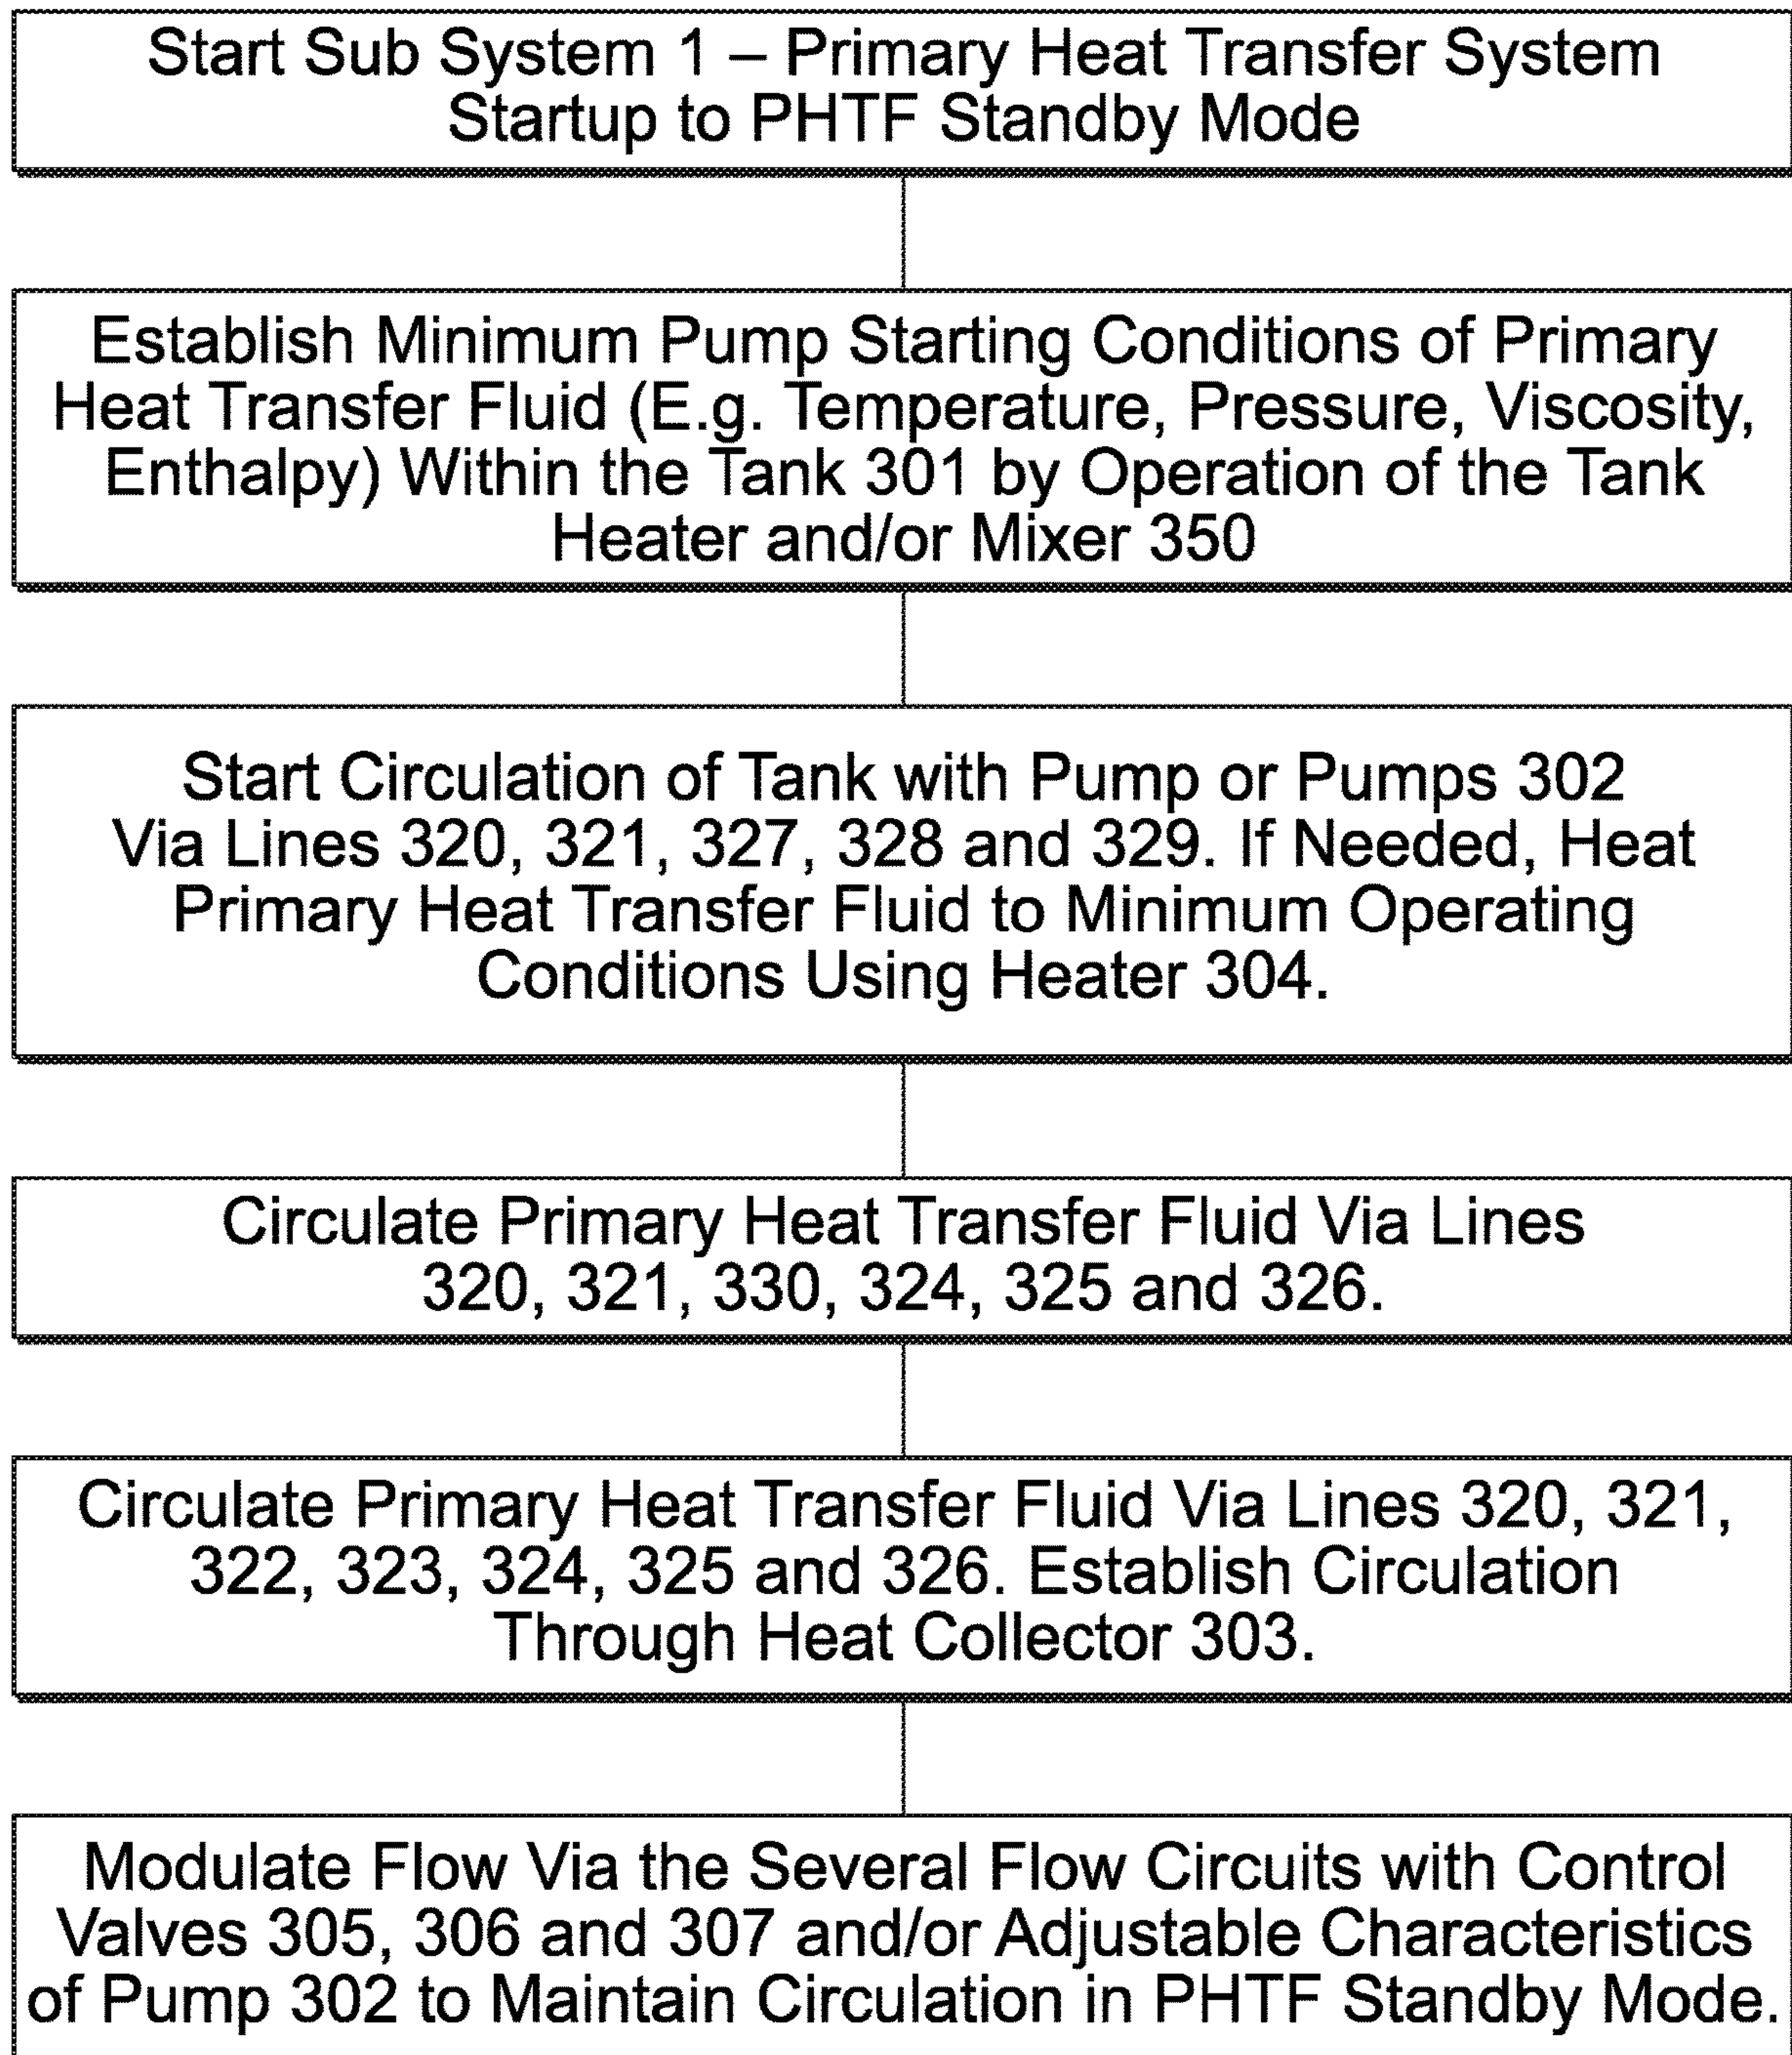 Start Sub System 1 – Primary Heat Transfer System
Startup to PHTF Standby Mode
Establish Minimum Pump Starting Conditions of Primary
Heat Transfer Fluid (E.g. Temperature, Pressure, Viscosity,
Enthalpy) Within the Tank 301 by Operation of the Tank
Heater and/or Mixer 350
Start Circulation of Tank with Pump or Pumps 302
Via Lines 320, 321, 327, 328 and 329. If Needed, Heat
Primary Heat Transfer Fluid to Minimum Operating
Conditions Using Heater 304.
Circulate Primary Heat Transfer Fluid Via Lines
320, 321, 330, 324, 325 and 326.
Circulate Primary Heat Transfer Fluid Via Lines 320, 321,
322, 323, 324, 325 and 326. Establish Circulation
Through Heat Collector 303.
Modulate Flow Via the Several Flow Circuits with Control
Valves 305, 306 and 307 and/or Adjustable Characteristics
of Pump 302 to Maintain Circulation in PHTF Standby Mode.